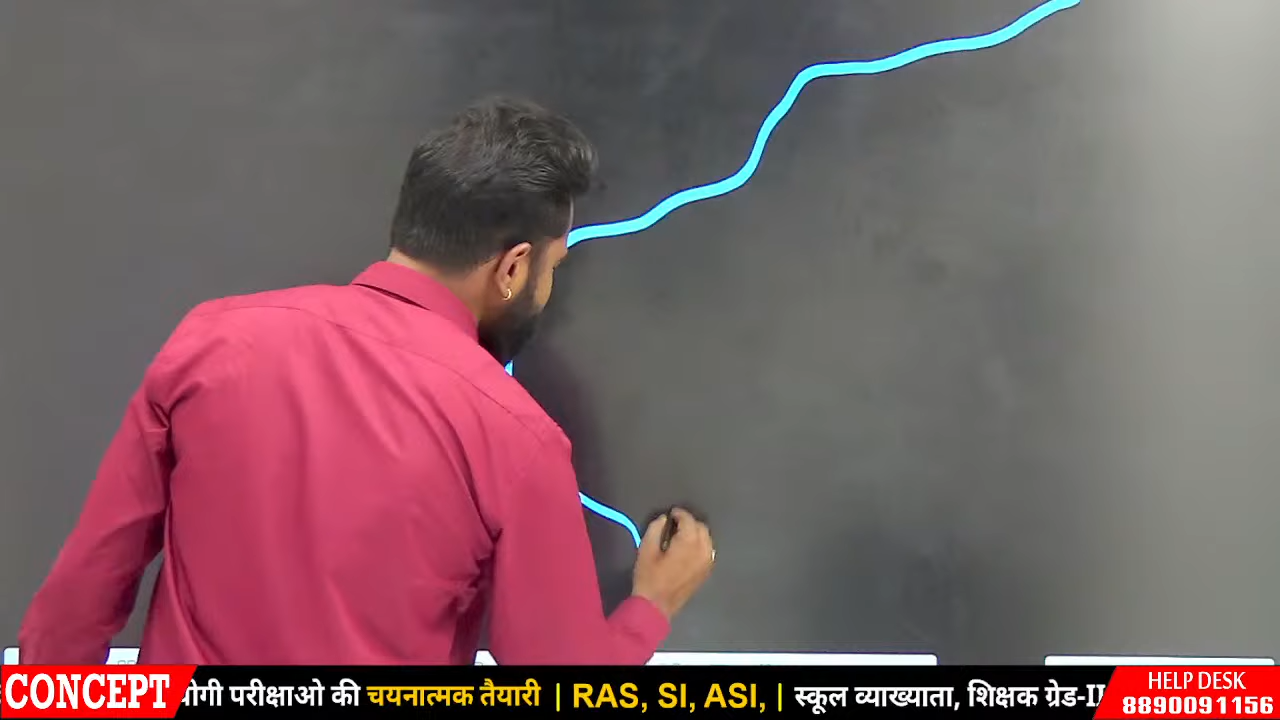 CONCEPT
योगी परीक्षाओ की चयनात्मक तैयारी | RAS, SI, ASI, | स्कूल व्याख्याता, शिक्षक ग्रेड-II
HELP DESK
8890091156